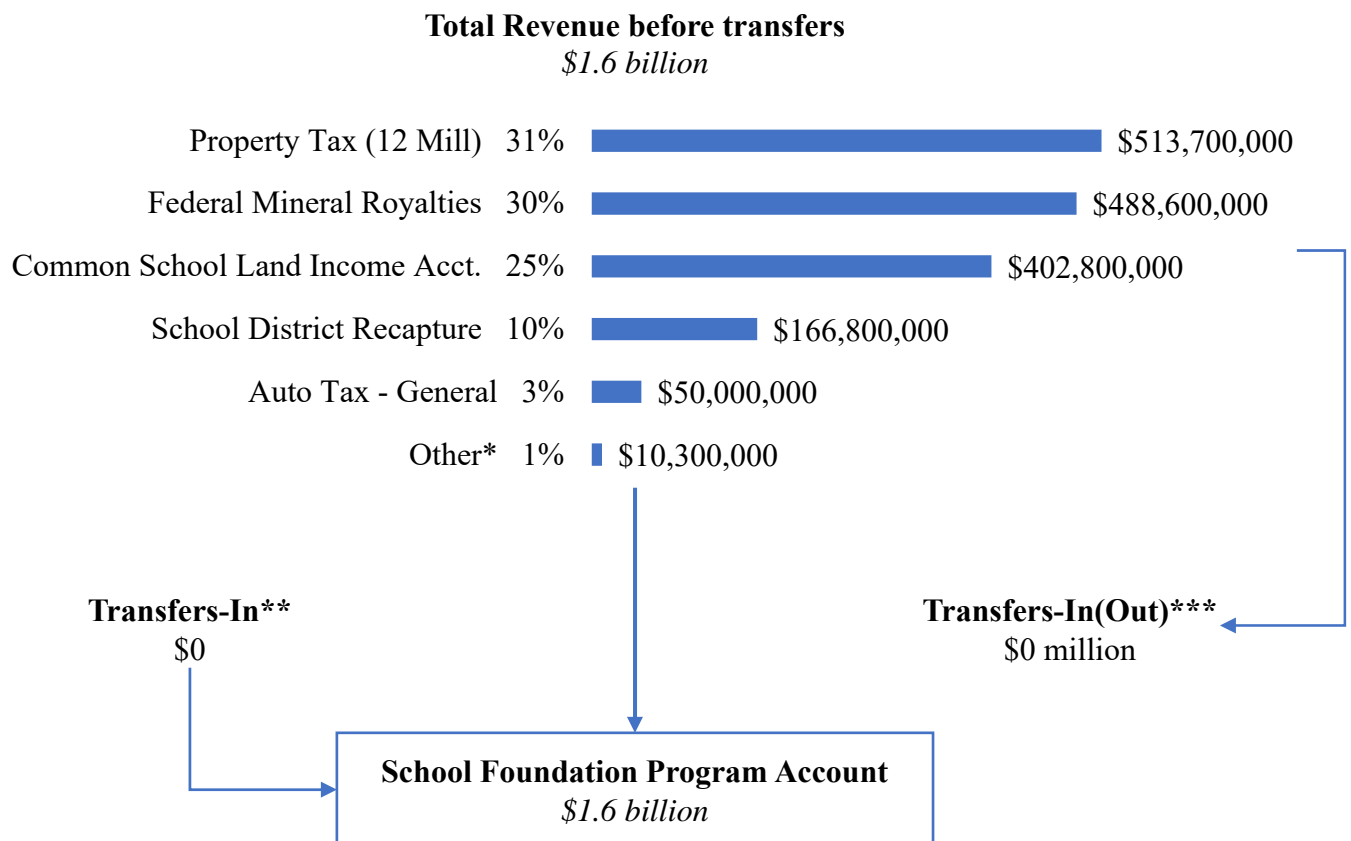 Total Revenue before transfers
$1.6 billion
Property Tax (12 Mill) 31% $513,700,000
Federal Mineral Royalties 30% $488,600,000
Common School Land Income Acct. 25% $402,800,000
School District Recapture 10% $166,800,000
Auto Tax - General 3% $50,000,000
Other* 1% $10,300,000
Transfers-In** Transfers-In(Out)***
$0 $0 million
School Foundation Program Account
$1.6 billion